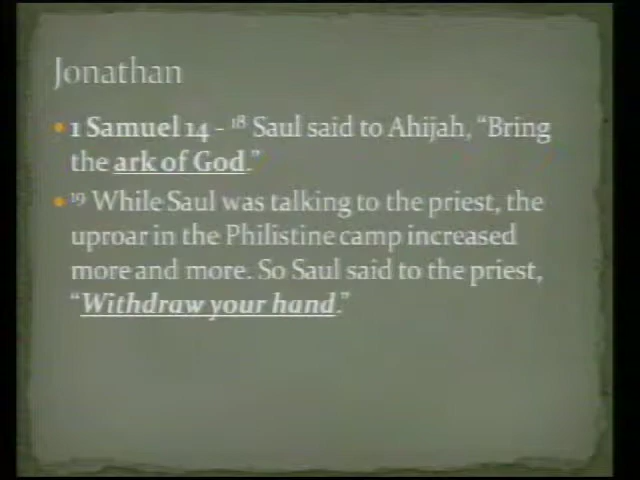 Jonathan
• 1 Samuel 14 - 18 Saul said to Ahijah, “Bring
the ark of God.”
• 19 While Saul was talking to the priest, the
uproar in the Philistine camp increased
more and more. So Saul said to the priest,
“Withdraw your hand.”